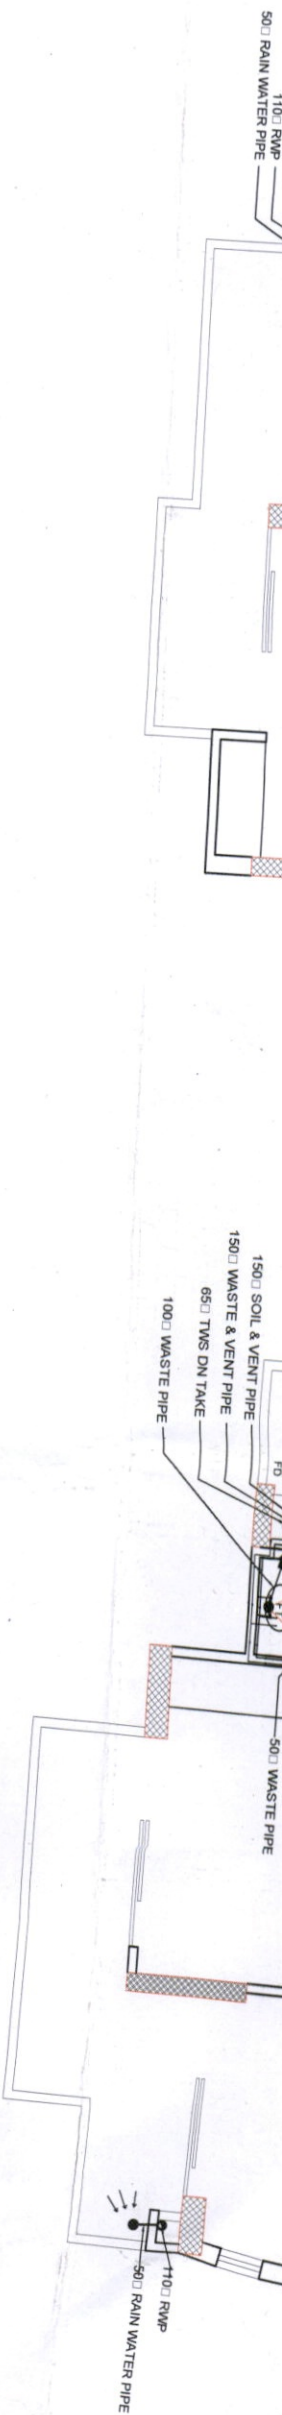 110□ RWP
50□ RAIN WATER PIPE
150□ SOIL & VENT PIPE
150□ WASTE & VENT PIPE
65□ TWS DN TAKE
100□ WASTE PIPE
FD
50□ WASTE PIPE
110□ RWP
50□ RAIN WATER PIPE